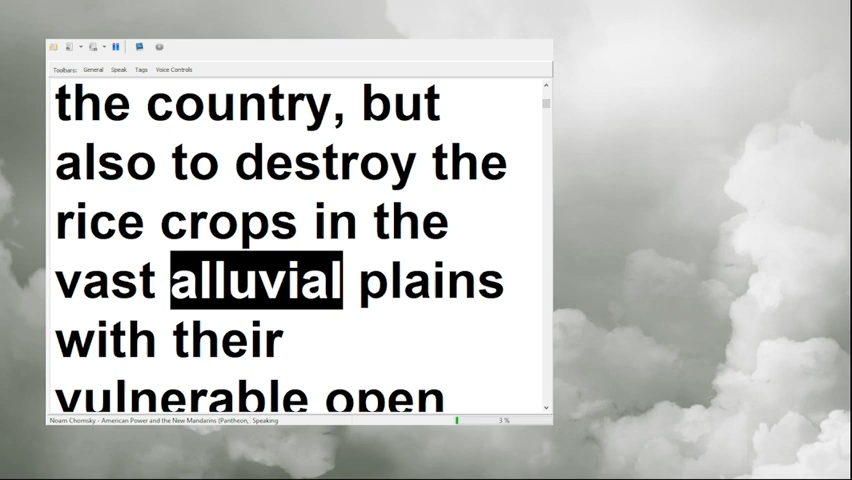 Toolbars: General Speak Tags Voice Controls
the country, but
also to destroy the
rice crops in the
vast alluvial plains
with their
vulnerable open
Noam Chomsky - American Power and the New Mandarins (Pantheon, Speaking 3 %